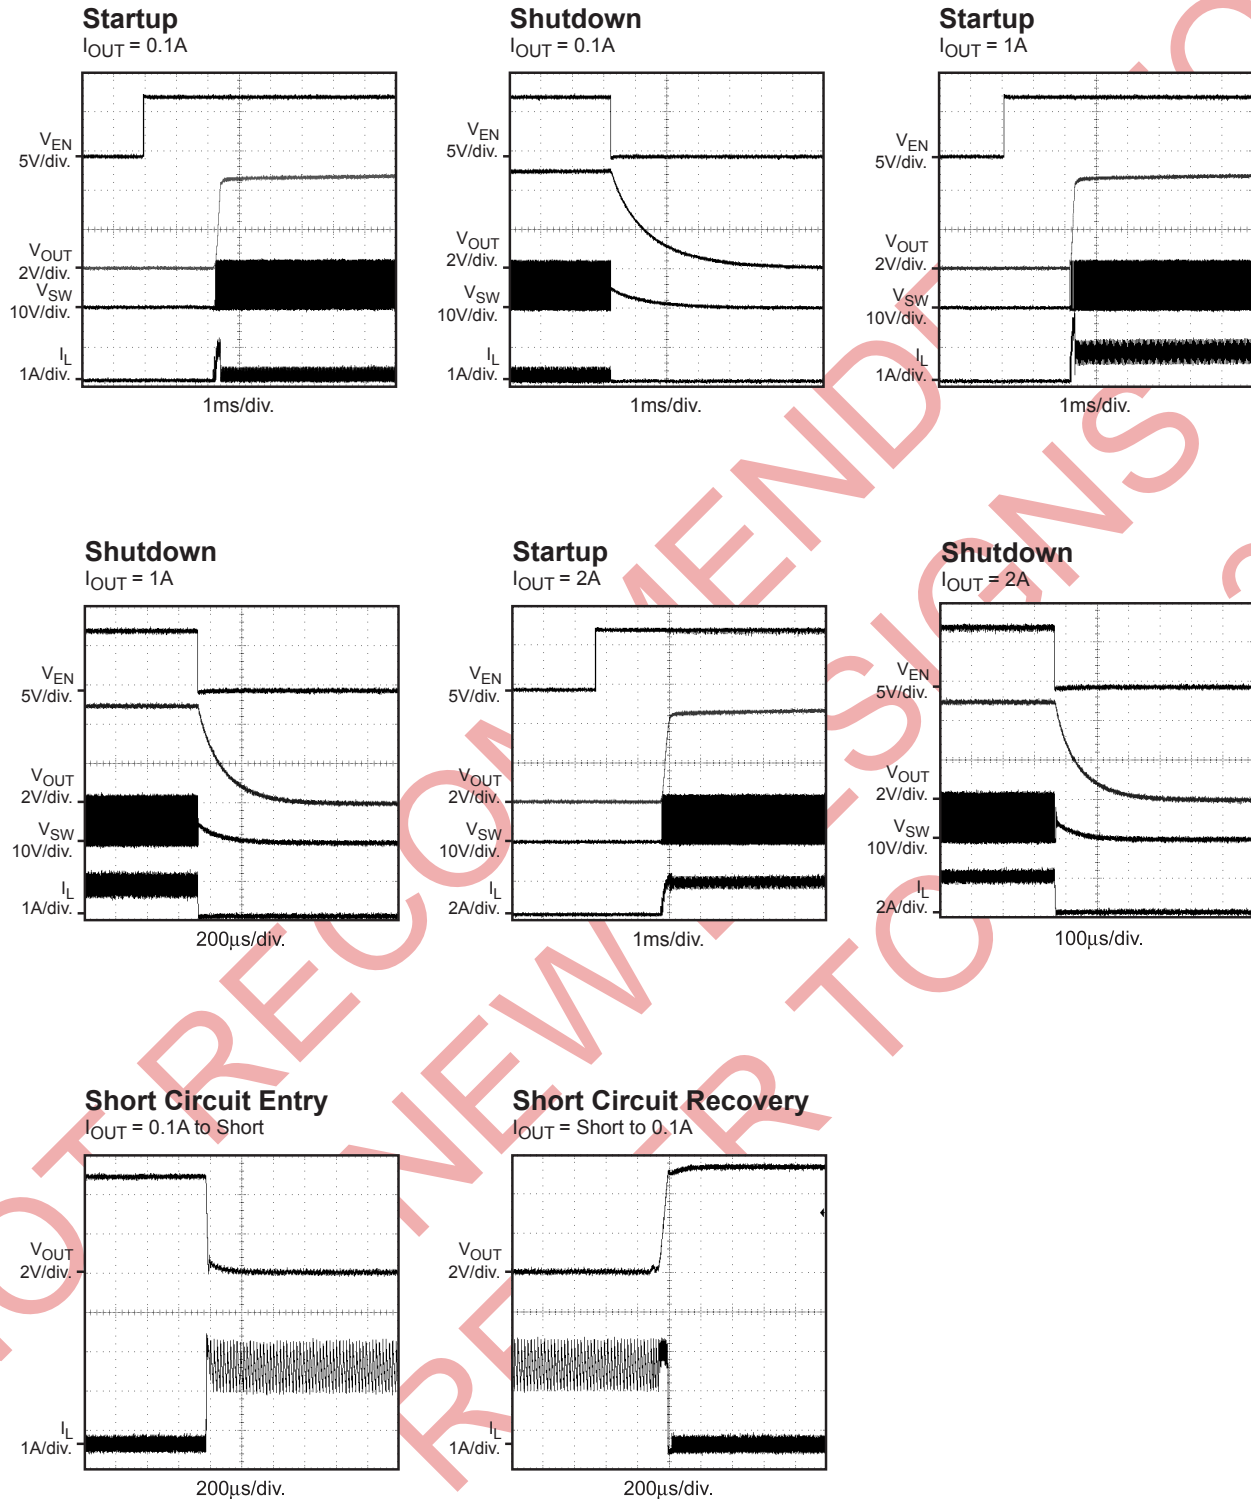 Startup
IOUT = 0.1A
VEN
5V/div.
VOUT
2V/div.
VSW
10V/div.
IL
1A/div.
1ms/div.
Shutdown
IOUT = 0.1A
VEN
5V/div.
VOUT
2V/div.
VSW
10V/div.
IL
1A/div.
1ms/div.
Startup
IOUT = 1A
VEN
5V/div.
VOUT
2V/div.
VSW
10V/div.
IL
1A/div.
1ms/div.
Shutdown
IOUT = 1A
VEN
5V/div.
VOUT
2V/div.
VSW
10V/div.
IL
1A/div.
200μs/div.
Startup
IOUT = 2A
VEN
5V/div.
VOUT
2V/div.
VSW
10V/div.
IL
2A/div.
1ms/div.
Shutdown
IOUT = 2A
VEN
5V/div.
VOUT
2V/div.
VSW
10V/div.
IL
2A/div.
100μs/div.
Short Circuit Entry
IOUT = 0.1A to Short
VOUT
2V/div.
IL
1A/div.
200μs/div.
Short Circuit Recovery
IOUT = Short to 0.1A
VOUT
2V/div.
IL
1A/div.
200μs/div.